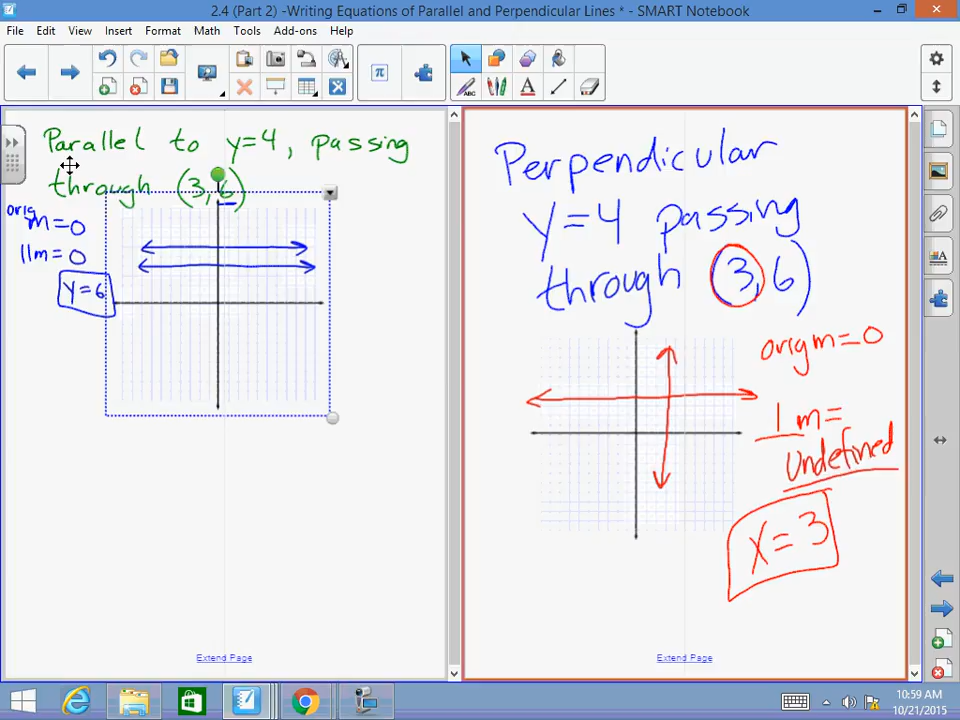 2.4 (Part 2) -Writing Equations of Parallel and Perpendicular Lines * - SMART Notebook
File Edit View Insert Format Math Tools Add-ons Help
π
A
A
Parallel to y=4, passing
through (3,6)
orig
m=0
11m=0
y=6
Perpendicular
y=4 passing
through (3,6)
orig m=0
⊥m=
Undefined
x=3
Extend Page
Extend Page
10:59 AM
10/21/2015